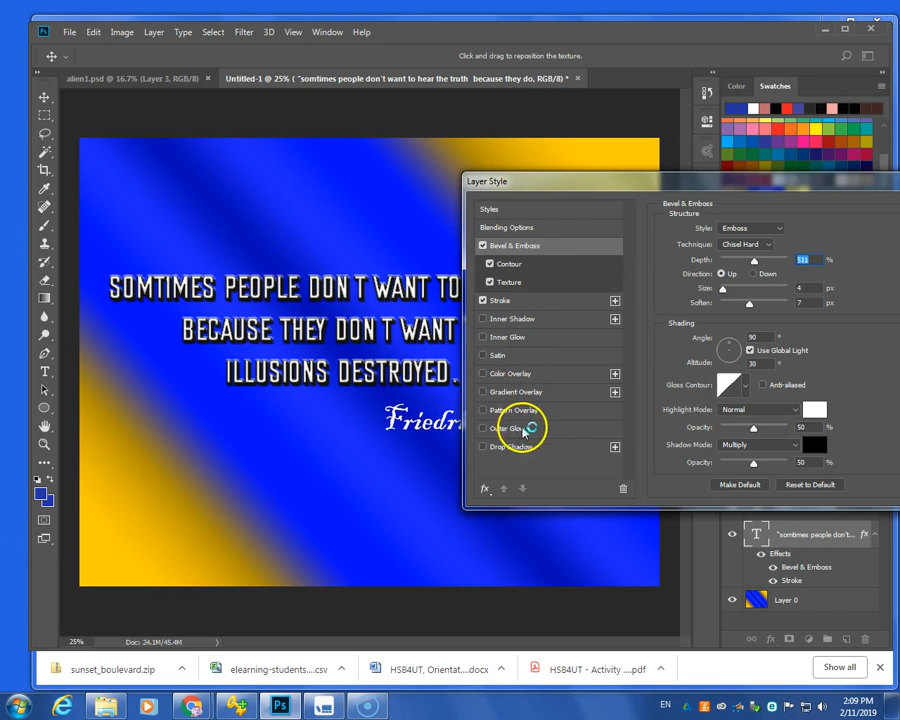 Ps File Edit Image Layer Type Select Filter 3D View Window Help
Click and drag to reposition the texture.
alien1.psd @ 16.7% (Layer 3, RGB/8) × Untitled-1 @ 25% ( "somtimes people don't want to hear the truth because they do, RGB/8) * ×
Color Swatches
Layer Style
Styles
Blending Options
Bevel & Emboss
Contour
Texture
Stroke
Inner Shadow
Inner Glow
Satin
Color Overlay
Gradient Overlay
Pattern Overlay
Outer Glow
Drop Shadow
fx
Bevel & Emboss
Structure
Style: Emboss
Technique: Chisel Hard
Depth: 511 %
Direction: Up Down
Size: 4 px
Soften: 7 px
Shading
Angle: 90 °
Use Global Light
Altitude: 30 °
Gloss Contour: Anti-aliased
Highlight Mode: Normal
Opacity: 50 %
Shadow Mode: Multiply
Opacity: 50 %
Make Default Reset to Default
SOMTIMES PEOPLE DON'T WANT TO
BECAUSE THEY DON'T WANT
ILLUSIONS DESTROYED.
Friedri
T "somtimes people don't... fx
Effects
Bevel & Emboss
Stroke
Layer 0
fx
25% Doc: 24.1M/45.4M
sunset_boulevard.zip elearning-students....csv HSB4UT, Orientat....docx HSB4UT - Activity ....pdf Show all
Ps EN 2:09 PM
2/11/2019